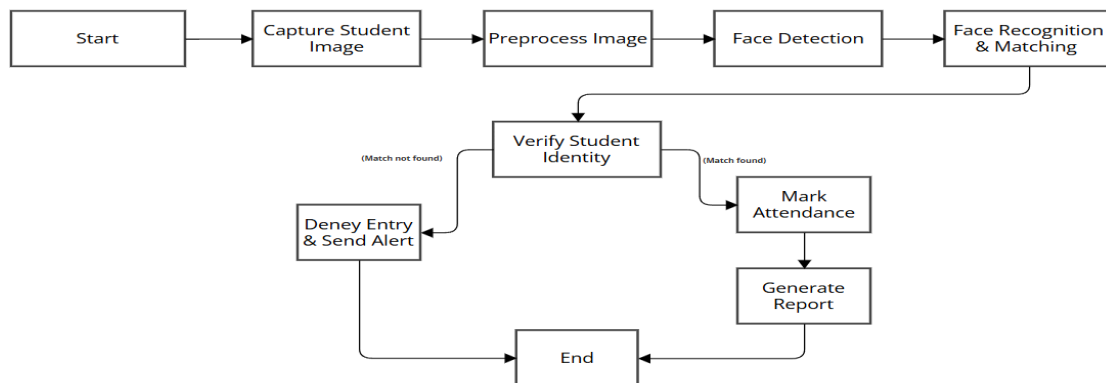 Start
Capture Student
Image
Preprocess Image
Face Detection
Face Recognition
& Matching
Verify Student
Identity
(Match not found)
(Match found)
Mark
Attendance
Deney Entry
& Send Alert
Generate
Report
End